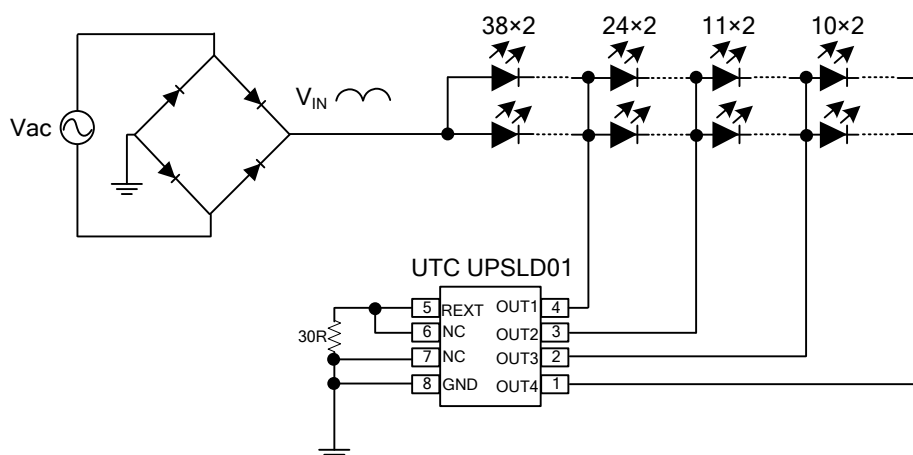 38×2 24×2 11×2 10×2
VIN
Vac
UTC UPSLD01
5 REXT OUT1 4
30R 6 NC OUT2 3
7 NC OUT3 2
8 GND OUT4 1